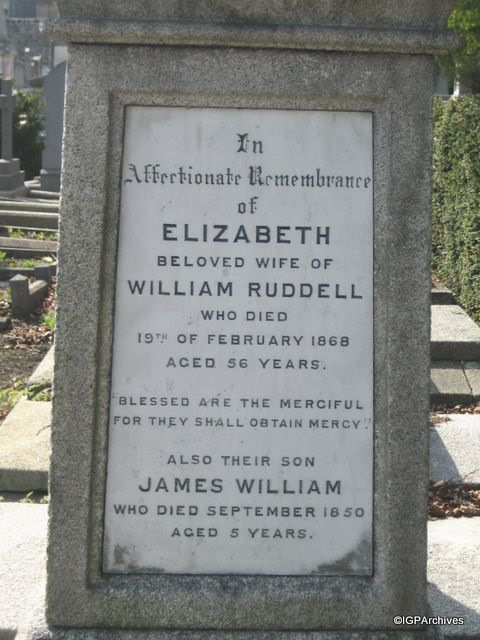 In
Affectionate Remembrance
of
ELIZABETH
BELOVED WIFE OF
WILLIAM RUDDELL
WHO DIED
19TH OF FEBRUARY 1868
AGED 56 YEARS.
"BLESSED ARE THE MERCIFUL
FOR THEY SHALL OBTAIN MERCY"
ALSO THEIR SON
JAMES WILLIAM
WHO DIED SEPTEMBER 1850
AGED 5 YEARS.
©IGPArchives